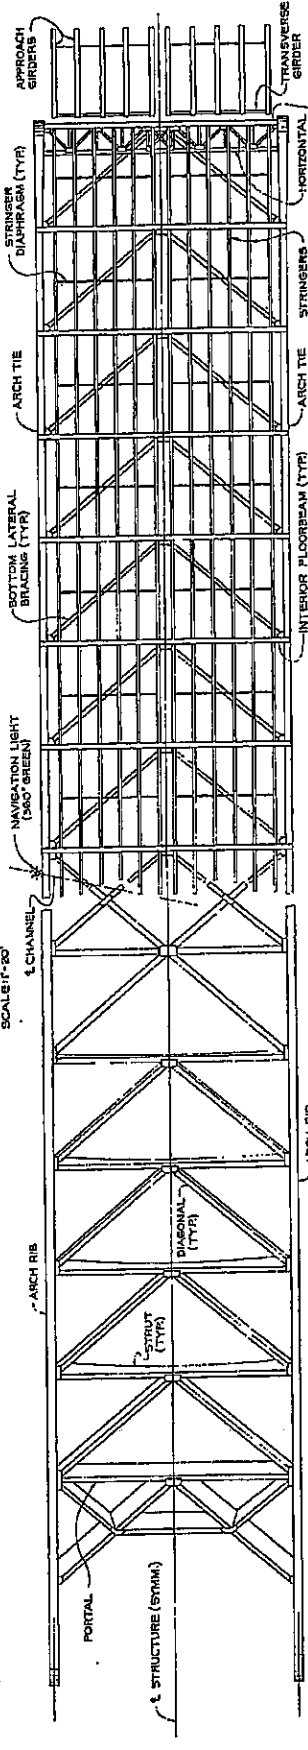 APPROACH
GIRDERS
TRANSVERSE
GIRDER
HORIZONTAL
STRINGER
DIAPHRAGM (TYP.)
STRINGERS
ARCH TIE
ARCH TIE
BOTTOM LATERAL
BRACING (TYP.)
INTERIOR FLOORBEAM (TYP.)
NAVIGATION LIGHT
(360° GREEN)
℄ CHANNEL
SCALE: 1"=20'
ARCH RIB
DIAGONAL
(TYP.)
STRUT
(TYP.)
PORTAL
℄ STRUCTURE (SYMM.)